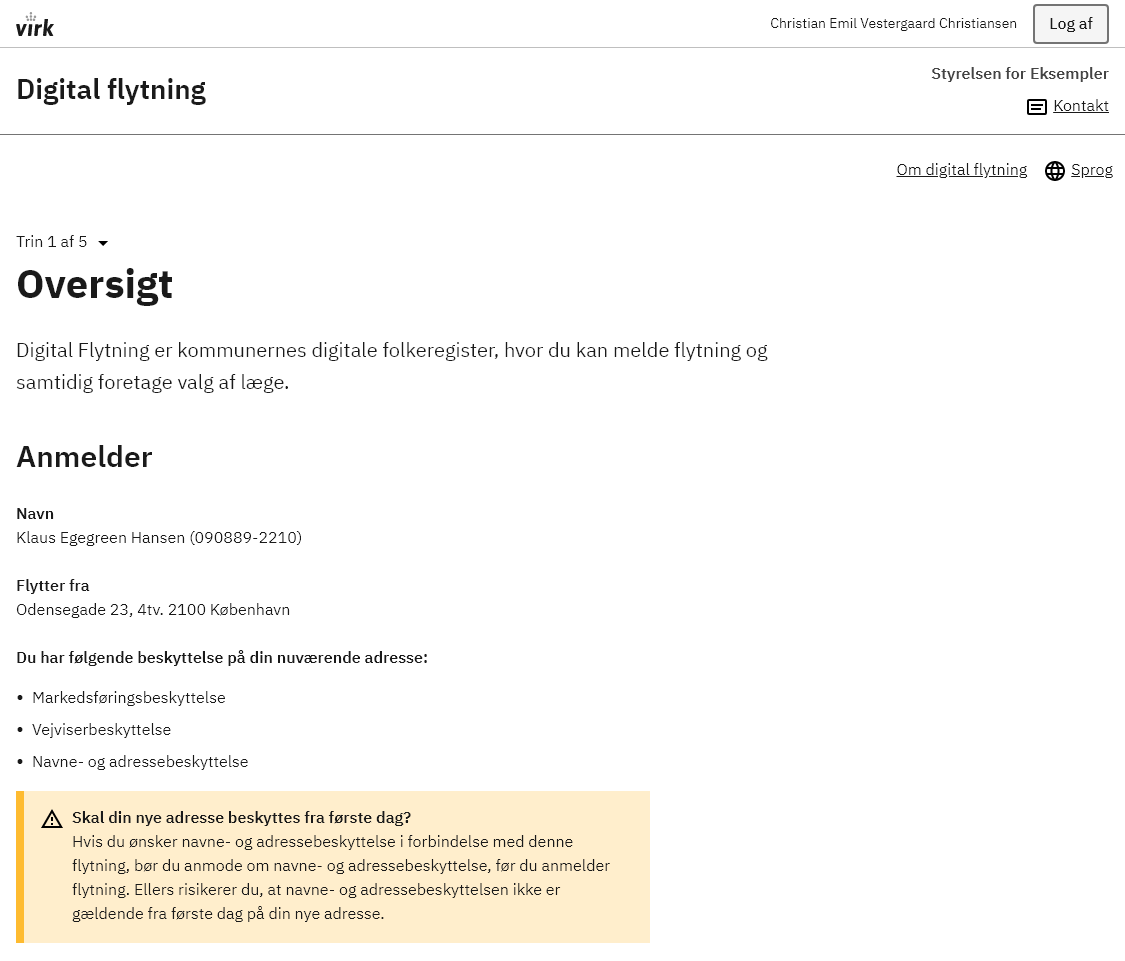 virk
Christian Emil Vestergaard Christiansen
Log af
Digital flytning
Styrelsen for Eksempler
Kontakt
Om digital flytning
Sprog
Trin 1 af 5
Oversigt
Digital Flytning er kommunernes digitale folkeregister, hvor du kan melde flytning og
samtidig foretage valg af læge.
Anmelder
Navn
Klaus Egegreen Hansen (090889-2210)
Flytter fra
Odensegade 23, 4tv. 2100 København
Du har følgende beskyttelse på din nuværende adresse:
• Markedsføringsbeskyttelse
• Vejviserbeskyttelse
• Navne- og adressebeskyttelse
Skal din nye adresse beskyttes fra første dag?
Hvis du ønsker navne- og adressebeskyttelse i forbindelse med denne
flytning, bør du anmode om navne- og adressebeskyttelse, før du anmelder
flytning. Ellers risikerer du, at navne- og adressebeskyttelsen ikke er
gældende fra første dag på din nye adresse.